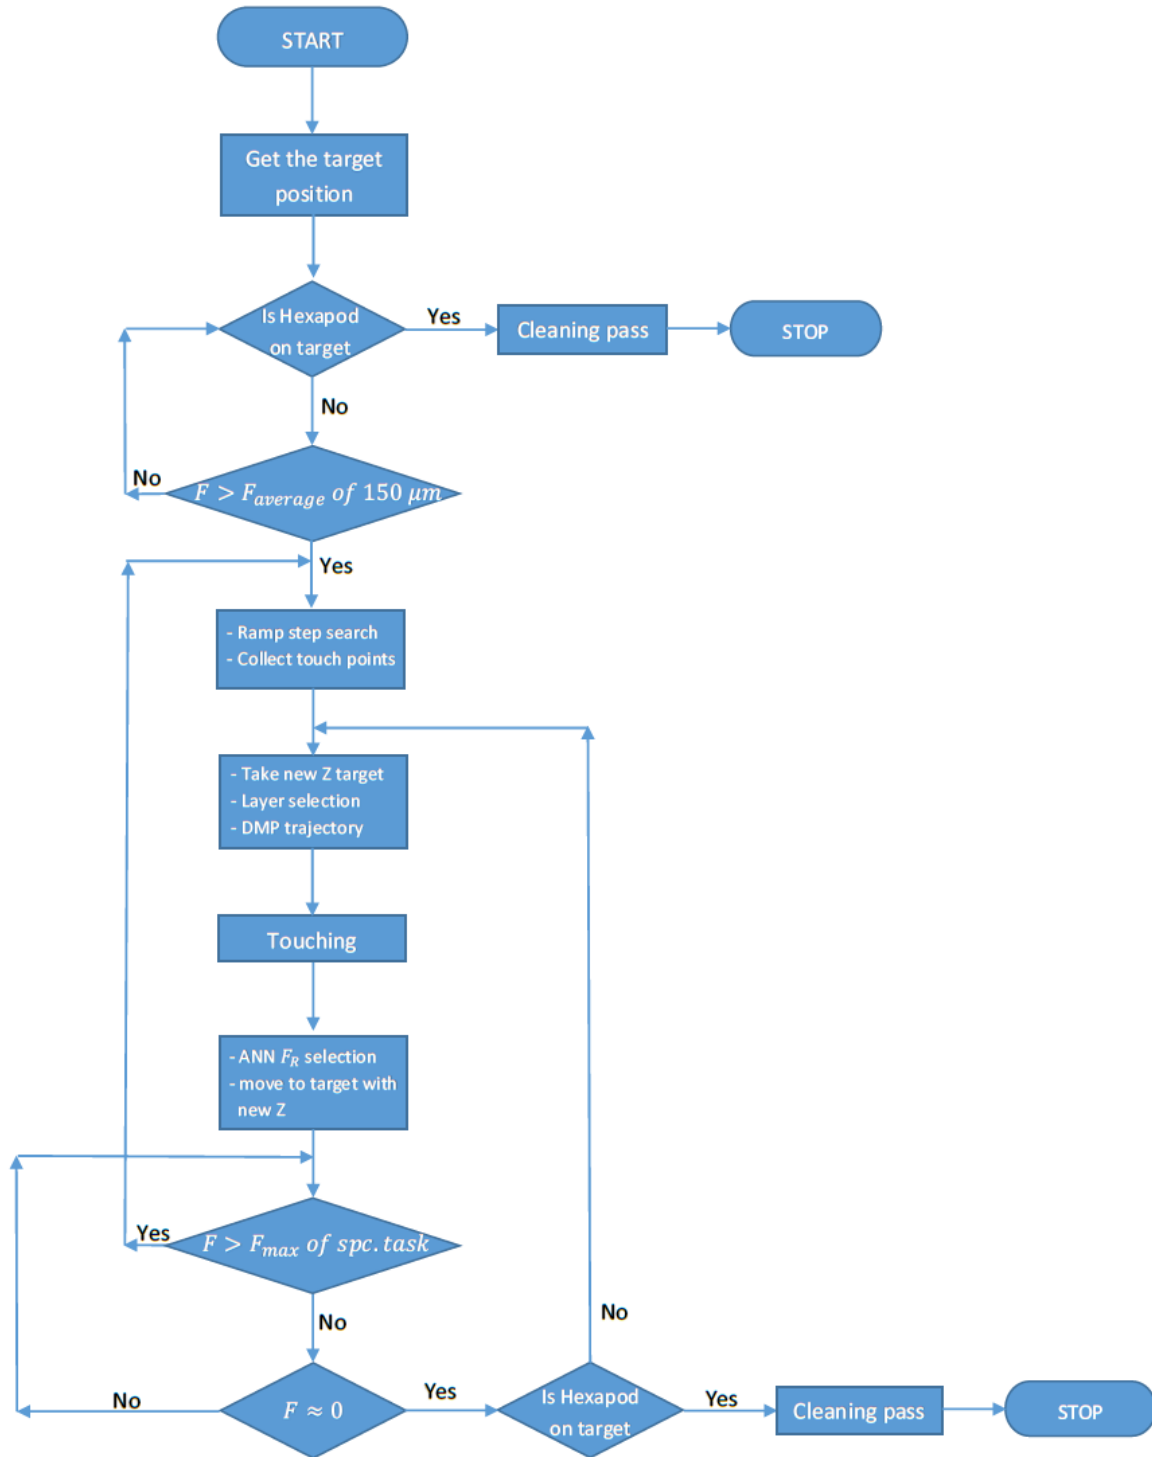 START
Get the target
position
Is Hexapod
on target
Yes
Cleaning pass
STOP
No
No
F > F_average of 150 μm
Yes
- Ramp step search
- Collect touch points
- Take new Z target
- Layer selection
- DMP trajectory
Touching
- ANN F_R selection
- move to target with
new Z
Yes
F > F_max of spc. task
No
No
No
F ≈ 0
Yes
Is Hexapod
on target
Yes
Cleaning pass
STOP